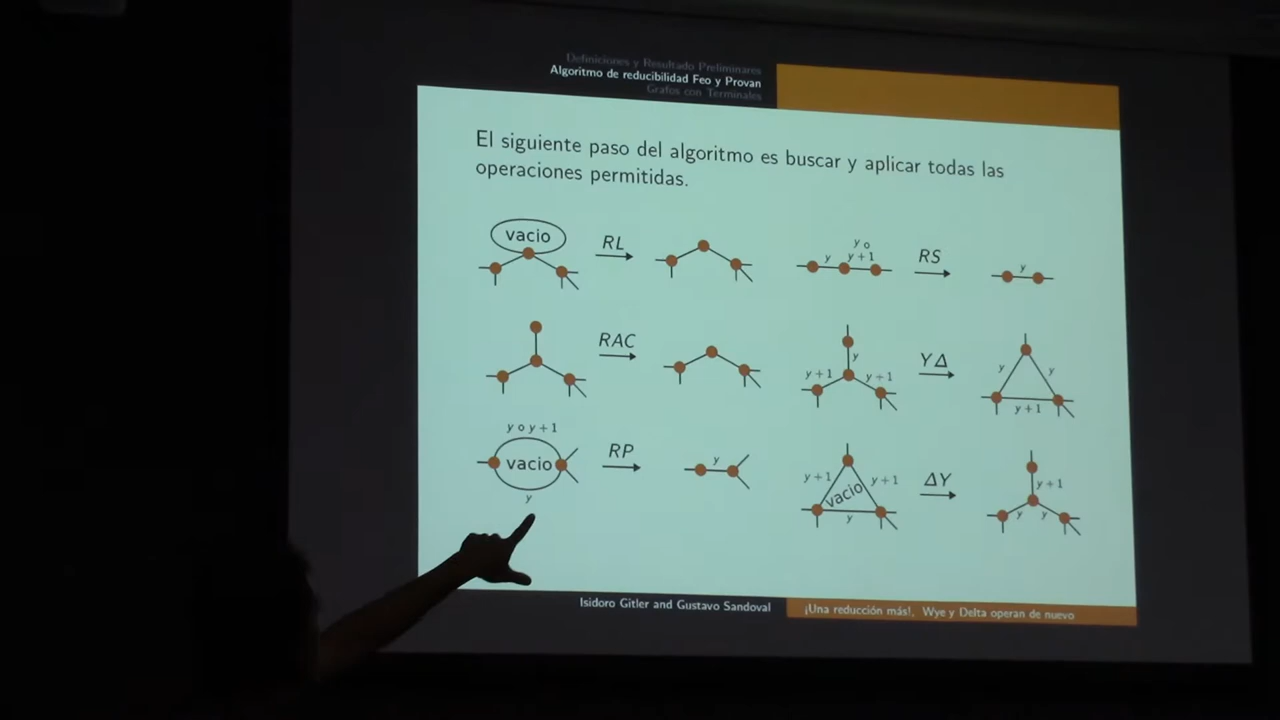 Definiciones y Resultado Preliminares
Algoritmo de reducibilidad Feo y Provan
Grafos con Terminales
El siguiente paso del algoritmo es buscar y aplicar todas las
operaciones permitidas.
vacio
RL
y
y o
y+1
RS
y
RAC
y
y+1
y+1
YΔ
y
y
y+1
y o y+1
vacio
y
RP
y
y+1
vacio
y+1
y
ΔY
y+1
y
y
Isidoro Gitler and Gustavo Sandoval
¡Una reducción más!, Wye y Delta operan de nuevo